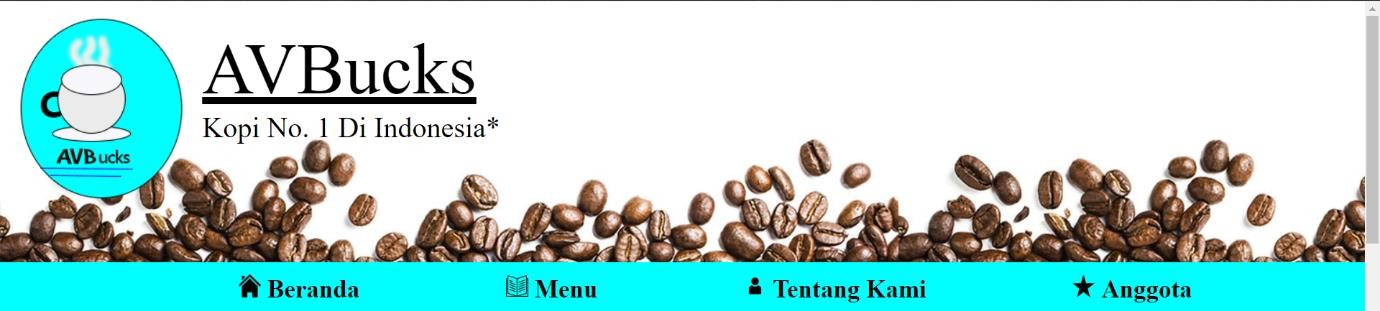 AVBucks
Kopi No. 1 Di Indonesia*
AVBucks
Beranda
Menu
Tentang Kami
Anggota